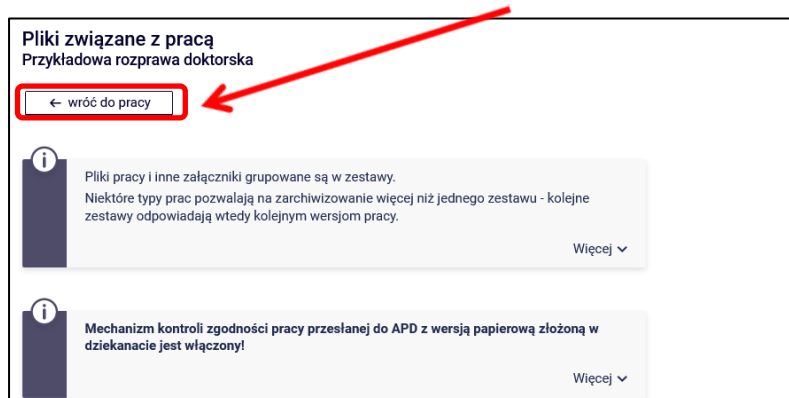 Pliki związane z pracą
Przykładowa rozprawa doktorska
← wróć do pracy
Pliki pracy i inne załączniki grupowane są w zestawy.
Niektóre typy prac pozwalają na zarchiwizowanie więcej niż jednego zestawu - kolejne
zestawy odpowiadają wtedy kolejnym wersjom pracy.
Więcej
Mechanizm kontroli zgodności pracy przesłanej do APD z wersją papierową złożoną w
dziekanacie jest włączony!
Więcej